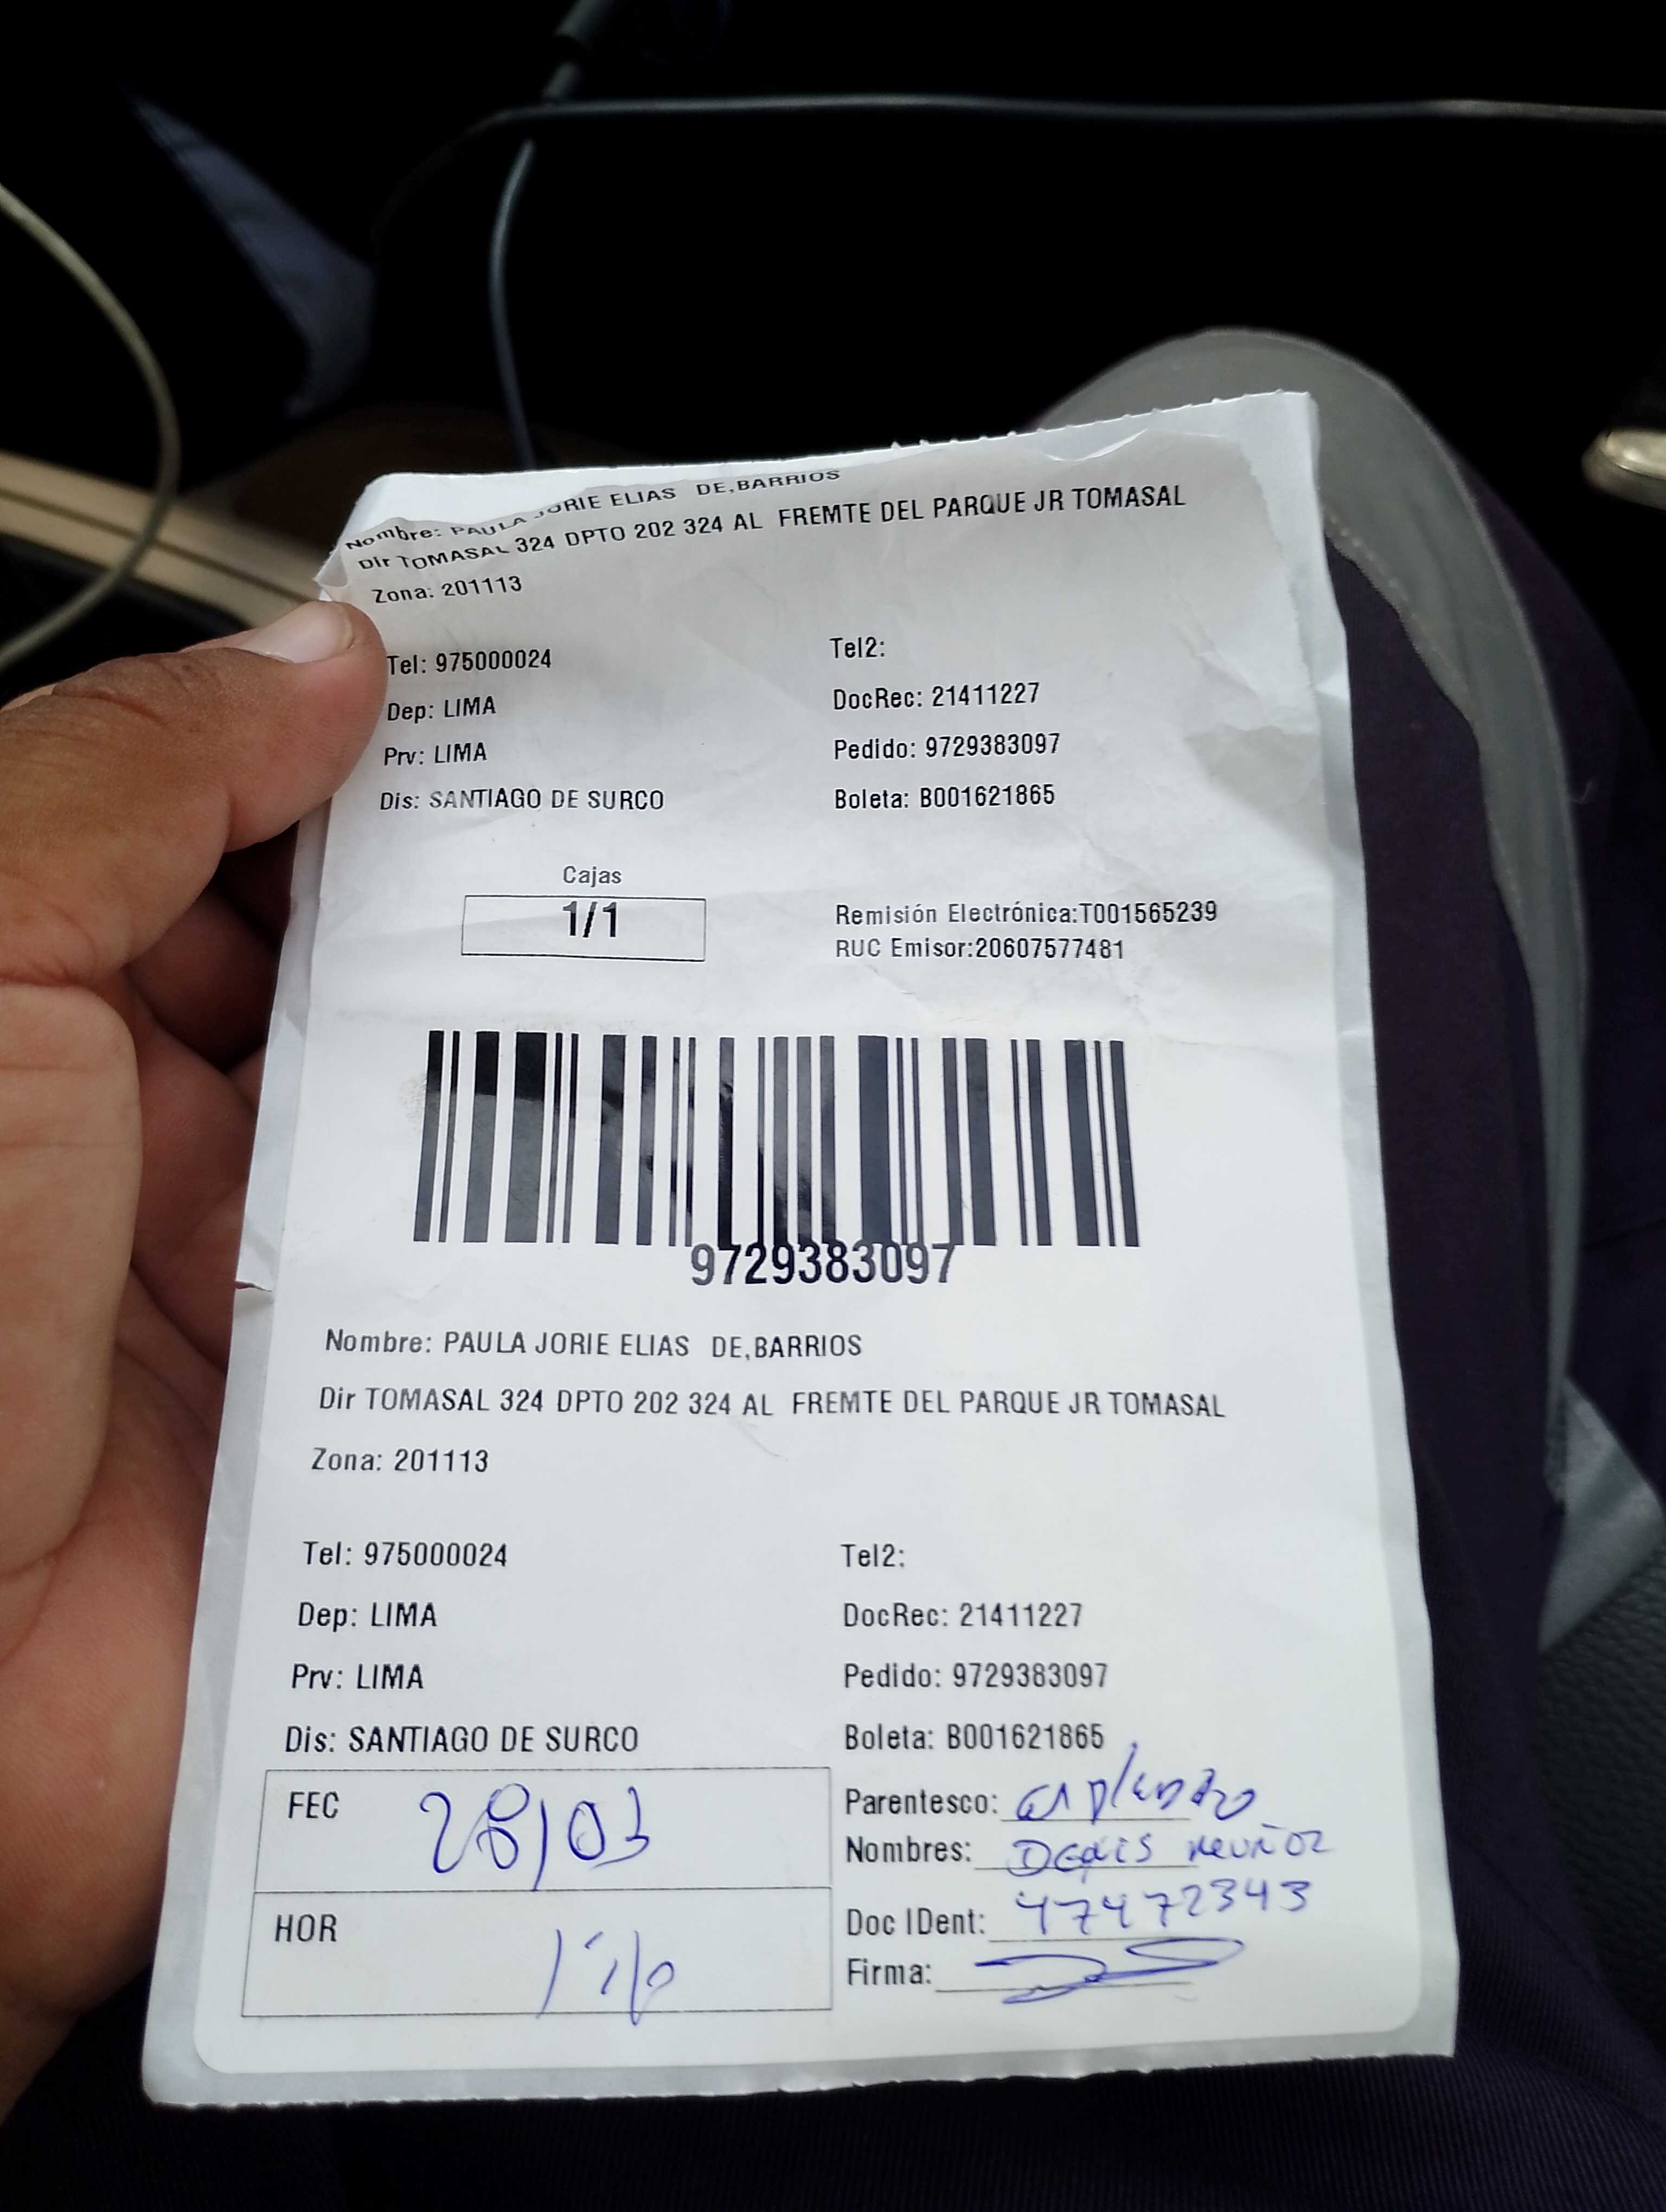 Nombre: PAULA JORIE ELIAS DE,BARRIOS
Dir TOMASAL 324 DPTO 202 324 AL FREMTE DEL PARQUE JR TOMASAL
Zona: 201113
Tel: 975000024 Tel2:
Dep: LIMA DocRec: 21411227
Prv: LIMA Pedido: 9729383097
Dis: SANTIAGO DE SURCO Boleta: B001621865
Cajas
1/1 Remisión Electrónica:T001565239
RUC Emisor:20607577481
9729383097
Nombre: PAULA JORIE ELIAS DE,BARRIOS
Dir TOMASAL 324 DPTO 202 324 AL FREMTE DEL PARQUE JR TOMASAL
Zona: 201113
Tel: 975000024 Tel2:
Dep: LIMA DocRec: 21411227
Prv: LIMA Pedido: 9729383097
Dis: SANTIAGO DE SURCO Boleta: B001621865
FEC 28/03 Parentesco:
Nombres:
Doc IDent: 47472343
HOR Firma: